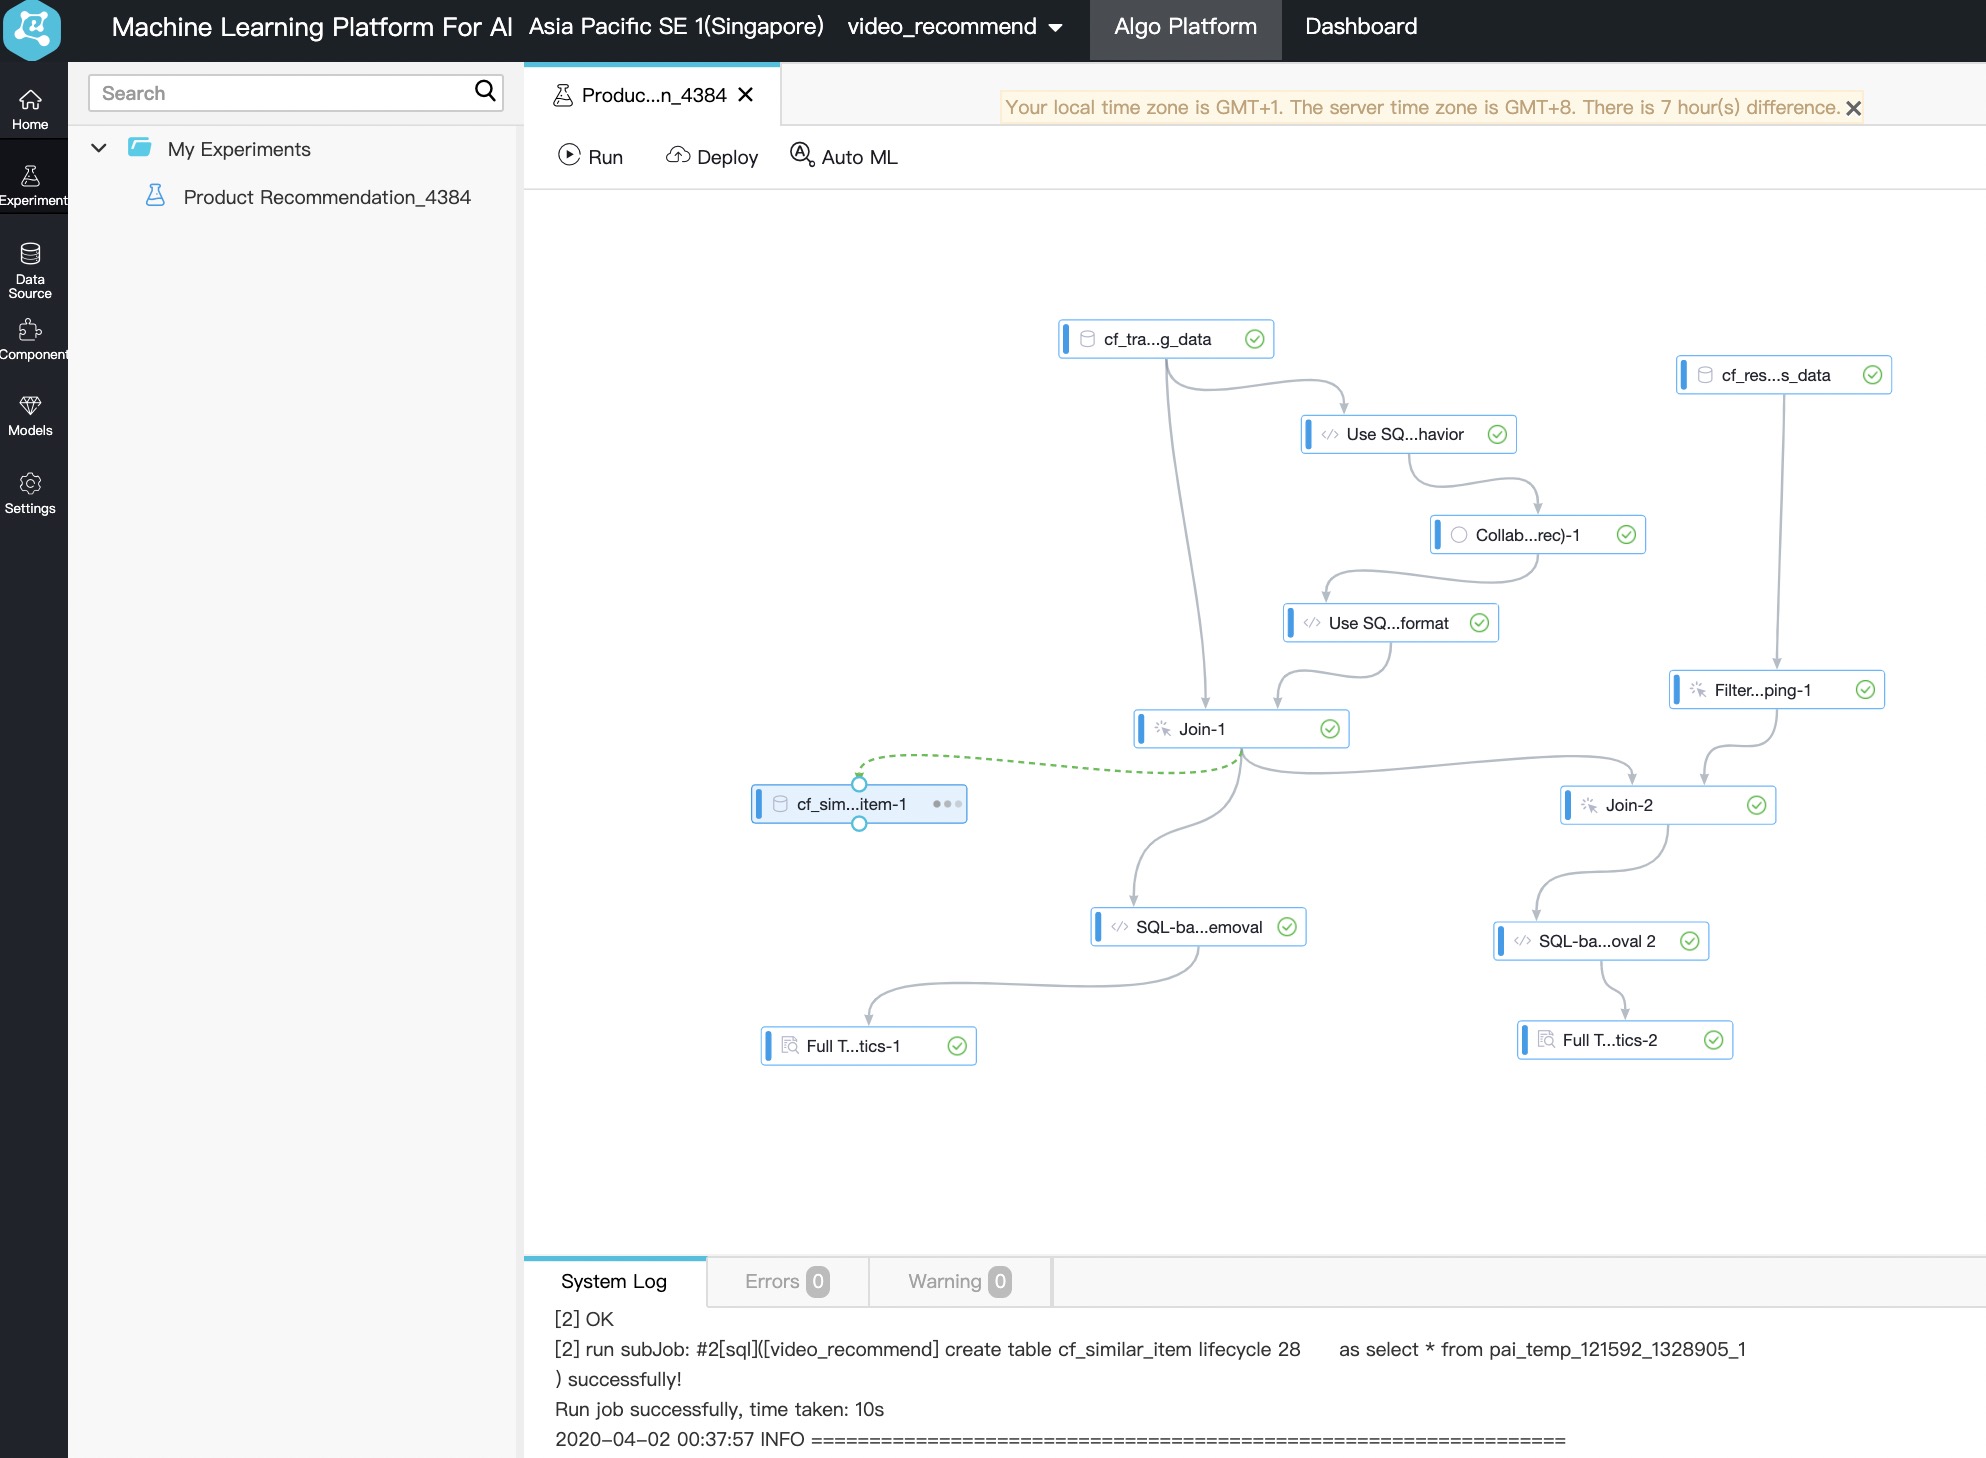 Machine Learning Platform For AI Asia Pacific SE 1(Singapore) video_recommend Algo Platform Dashboard
Home
Experiment
Data
Source
Component
Models
Settings
Search
My Experiments
Product Recommendation_4384
Produc...n_4384
Your local time zone is GMT+1. The server time zone is GMT+8. There is 7 hour(s) difference.
Run Deploy Auto ML
cf_tra...g_data
cf_res...s_data
Use SQ...havior
Collab...rec)-1
Use SQ...format
Filter...ping-1
Join-1
cf_sim...item-1
Join-2
SQL-ba...emoval
SQL-ba...oval 2
Full T...tics-1
Full T...tics-2
System Log Errors 0 Warning 0
[2] OK
[2] run subJob: #2[sql]([video_recommend] create table cf_similar_item lifecycle 28 as select * from pai_temp_121592_1328905_1
) successfully!
Run job successfully, time taken: 10s
2020-04-02 00:37:57 INFO =================================================================